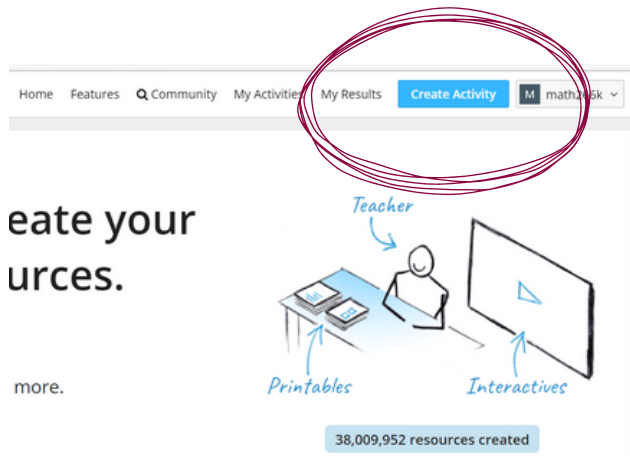 Home Features Community My Activities My Results Create Activity M math266k
eate your
urces.
Teacher
more.
Printables
Interactives
38,009,952 resources created